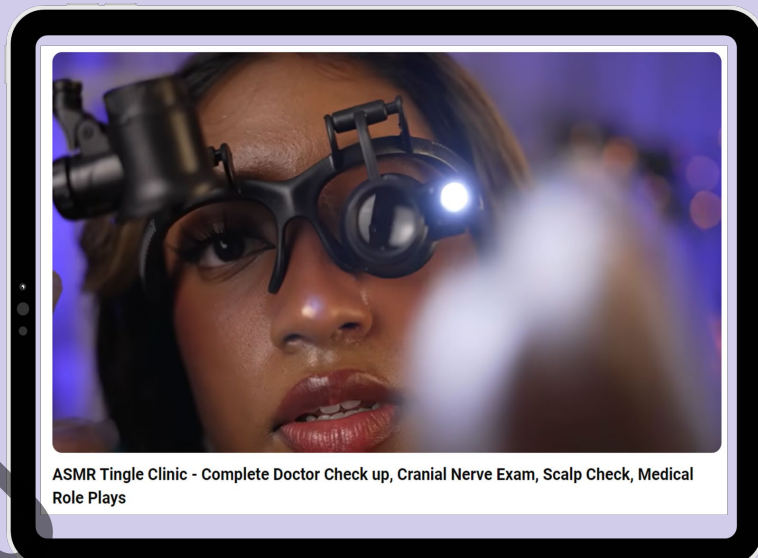 ASMR Tingle Clinic - Complete Doctor Check up, Cranial Nerve Exam, Scalp Check, Medical
Role Plays